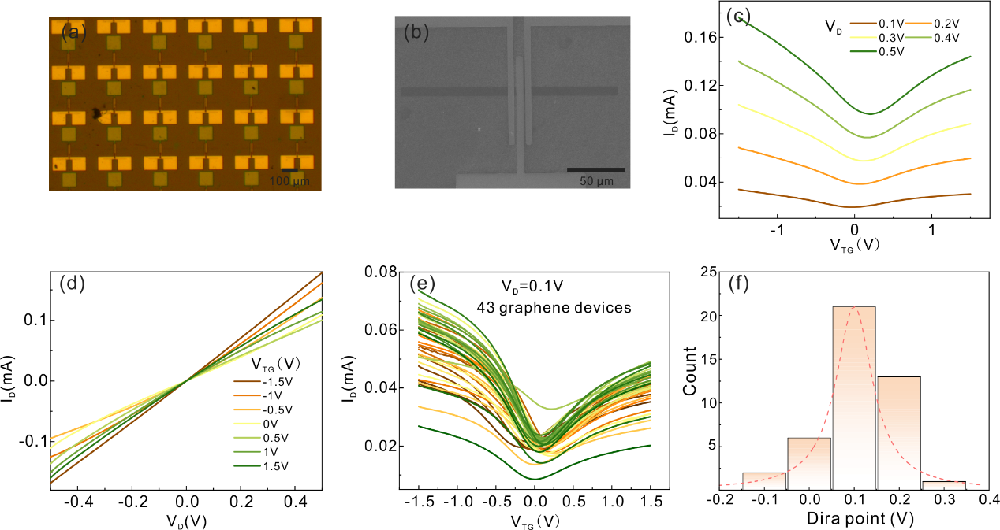 (a)
100 μm
(b)
50 μm
(c)
V_D 0.1V 0.2V
0.3V 0.4V
0.5V
0.16
0.12
0.08
0.04
I_D(mA)
-1 0 1
V_TG(V)
(d)
0.1
0.0
-0.1
I_D(mA)
V_TG(V)
-1.5V
-1V
-0.5V
0V
0.5V
1V
1.5V
-0.4 -0.2 0.0 0.2 0.4
V_D(V)
(e)
V_D=0.1V
43 graphene devices
0.08
0.06
0.04
0.02
I_D(mA)
-1.5 -1.0 -0.5 0.0 0.5 1.0 1.5
V_TG(V)
(f)
25
20
15
10
5
Count
-0.2 -0.1 0.0 0.1 0.2 0.3 0.4
Dira point (V)